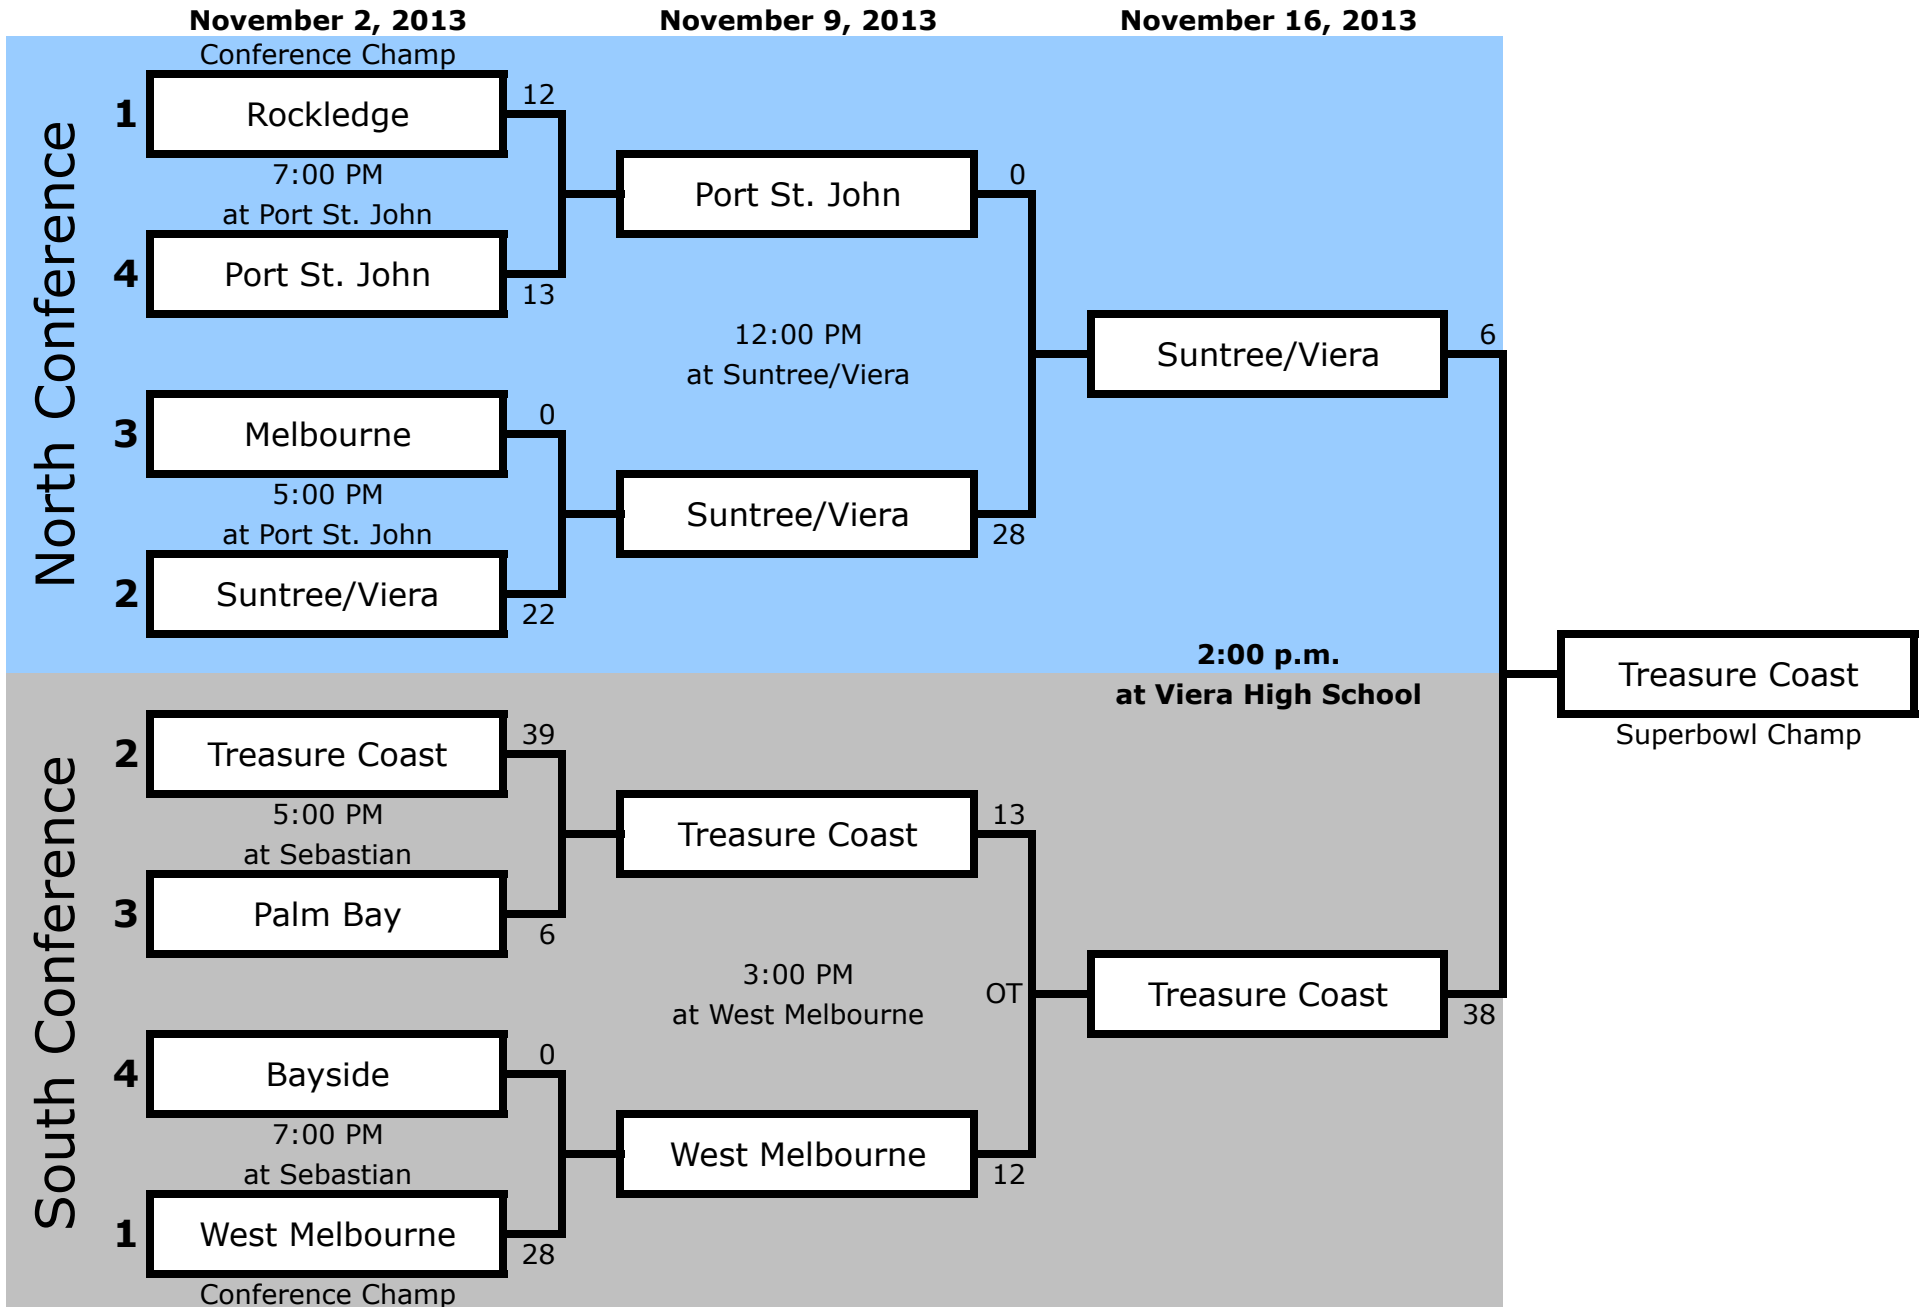 November 2, 2013
November 9, 2013
November 16, 2013
North Conference
Conference Champ
1
Rockledge
12
7:00 PM
at Port St. John
4
Port St. John
13
3
Melbourne
0
5:00 PM
at Port St. John
2
Suntree/Viera
22
Port St. John
0
12:00 PM
at Suntree/Viera
Suntree/Viera
28
Suntree/Viera
6
2:00 p.m.
at Viera High School
Treasure Coast
Superbowl Champ
South Conference
2
Treasure Coast
39
5:00 PM
at Sebastian
3
Palm Bay
6
4
Bayside
0
7:00 PM
at Sebastian
1
West Melbourne
28
Conference Champ
Treasure Coast
13
3:00 PM
at West Melbourne
OT
West Melbourne
12
Treasure Coast
38